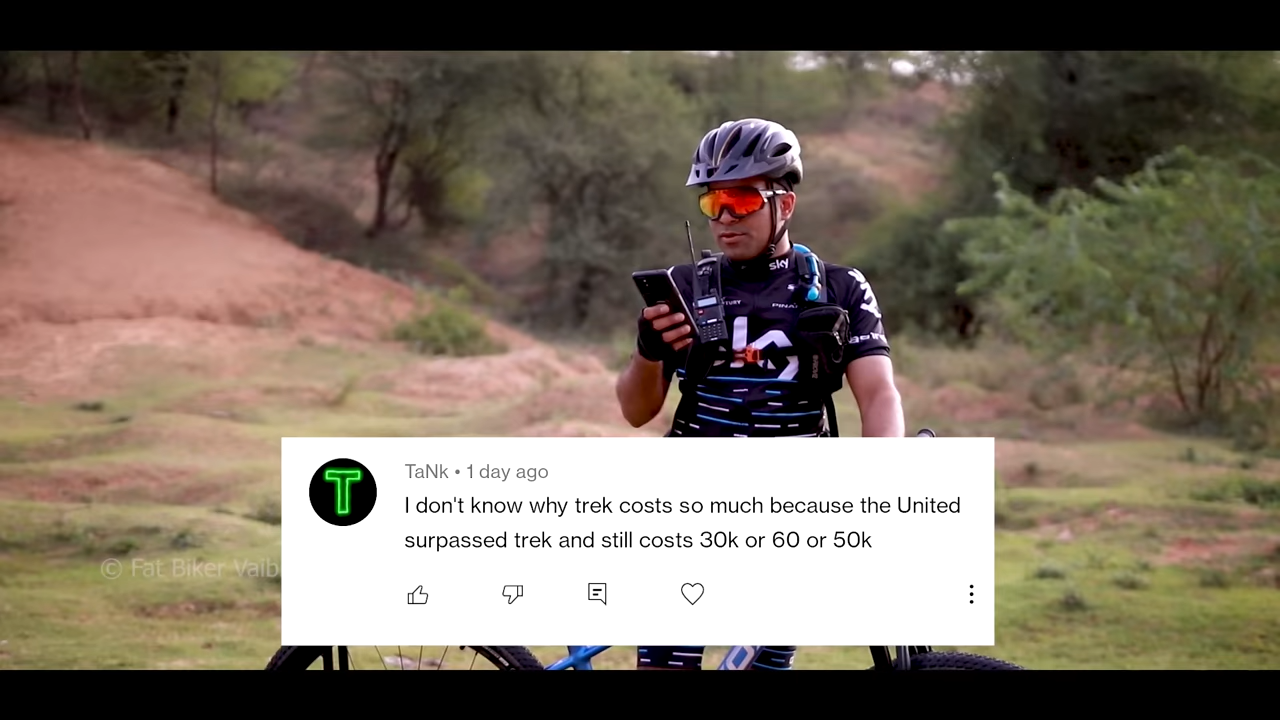 sky
TaNk • 1 day ago
I don't know why trek costs so much because the United
surpassed trek and still costs 30k or 60 or 50k
© Fat Biker Vaib
T